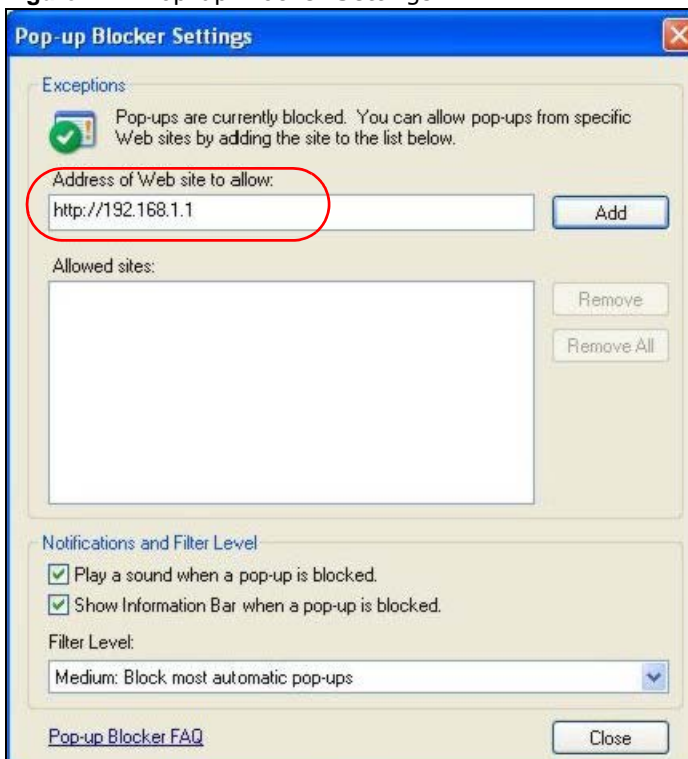 Pop-up Blocker Settings
Exceptions
Pop-ups are currently blocked. You can allow pop-ups from specific
Web sites by adding the site to the list below.
Address of Web site to allow:
http://192.168.1.1
Add
Allowed sites:
Remove
Remove All
Notifications and Filter Level
Play a sound when a pop-up is blocked.
Show Information Bar when a pop-up is blocked.
Filter Level:
Medium: Block most automatic pop-ups
Pop-up Blocker FAQ
Close